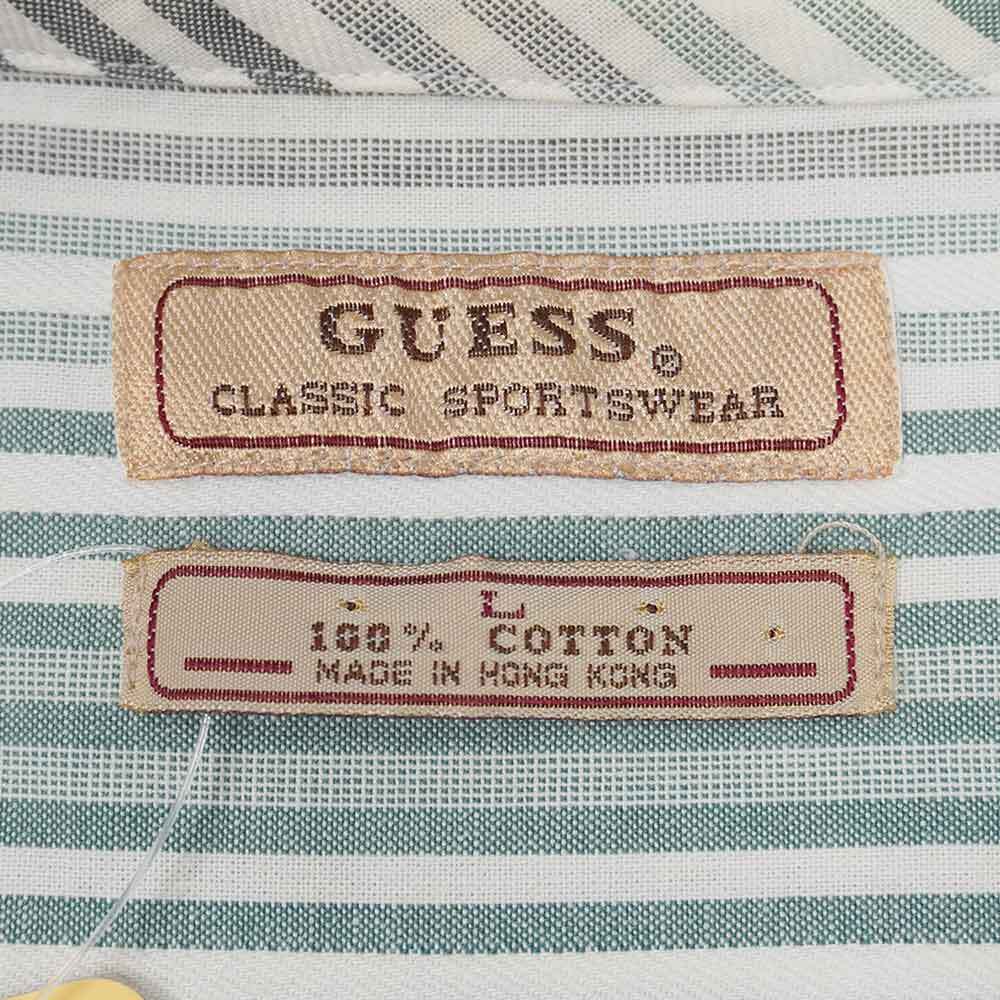 GUESS®
CLASSIC SPORTSWEAR
L
100% COTTON
MADE IN HONG KONG